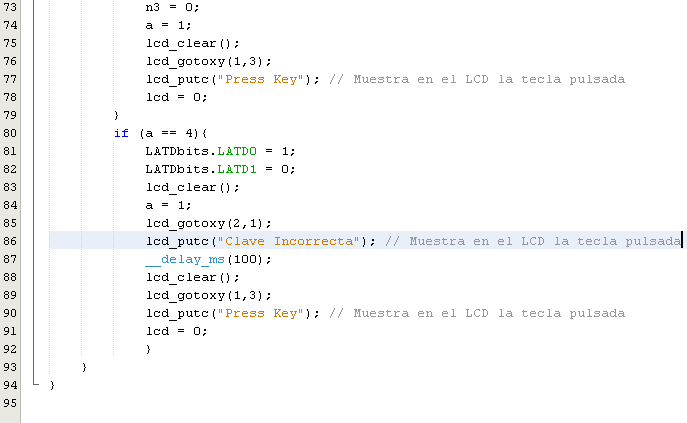 73 n3 = 0;
74 a = 1;
75 lcd_clear();
76 lcd_gotoxy(1,3);
77 lcd_putc("Press Key"); // Muestra en el LCD la tecla pulsada
78 lcd = 0;
79 }
80 if (a == 4){
81 LATDbits.LATD0 = 1;
82 LATDbits.LATD1 = 0;
83 lcd_clear();
84 a = 1;
85 lcd_gotoxy(2,1);
86 lcd_putc("Clave Incorrecta"); // Muestra en el LCD la tecla pulsada
87 __delay_ms(100);
88 lcd_clear();
89 lcd_gotoxy(1,3);
90 lcd_putc("Press Key"); // Muestra en el LCD la tecla pulsada
91 lcd = 0;
92 }
93 }
94 }
95